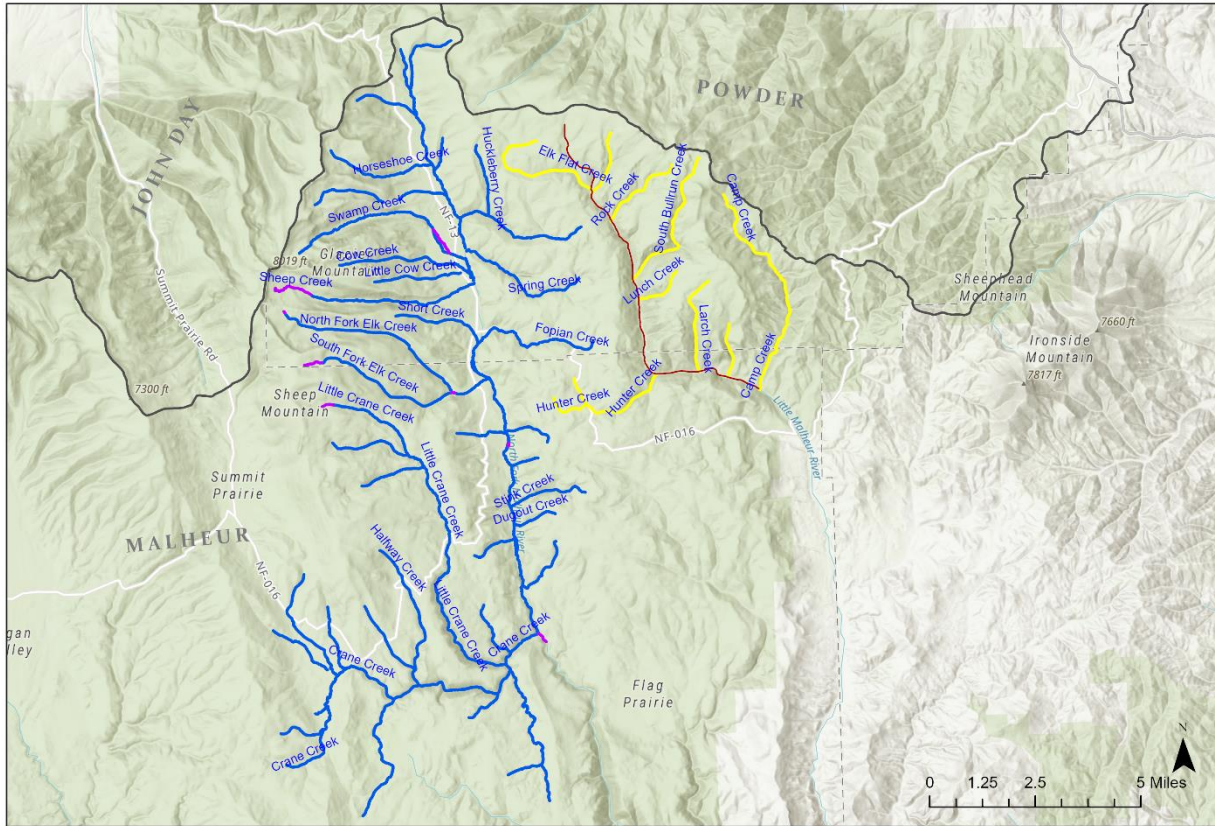 POWDER
JOHN DAY
Horseshoe Creek
Huckleberry Creek
Elk Flat Creek
Rock Creek
South Bullrun Creek
Camp Creek
Swamp Creek
NF-13
Cow Creek
8019 ft
Mountain
Little Cow Creek
Sheep Creek
Spring Creek
Lunch Creek
Summit Prairie Rd
Short Creek
North Fork Elk Creek
Fopian Creek
Larch Creek
Sheephead
Mountain
7660 ft
Ironside
Mountain
7817 ft
South Fork Elk Creek
Camp Creek
7300 ft
Sheep
Mountain
Little Crane Creek
Hunter Creek
Hunter Creek
Little Malheur River
NF-016
Little Crane Creek
North Fork
River
Summit
Prairie
Stink Creek
Dugout Creek
MALHEUR
Halfway Creek
NF-016
Little Crane Creek
Crane Creek
Crane Creek
gan
lley
Flag
Prairie
Crane Creek
N
0 1.25 2.5 5 Miles